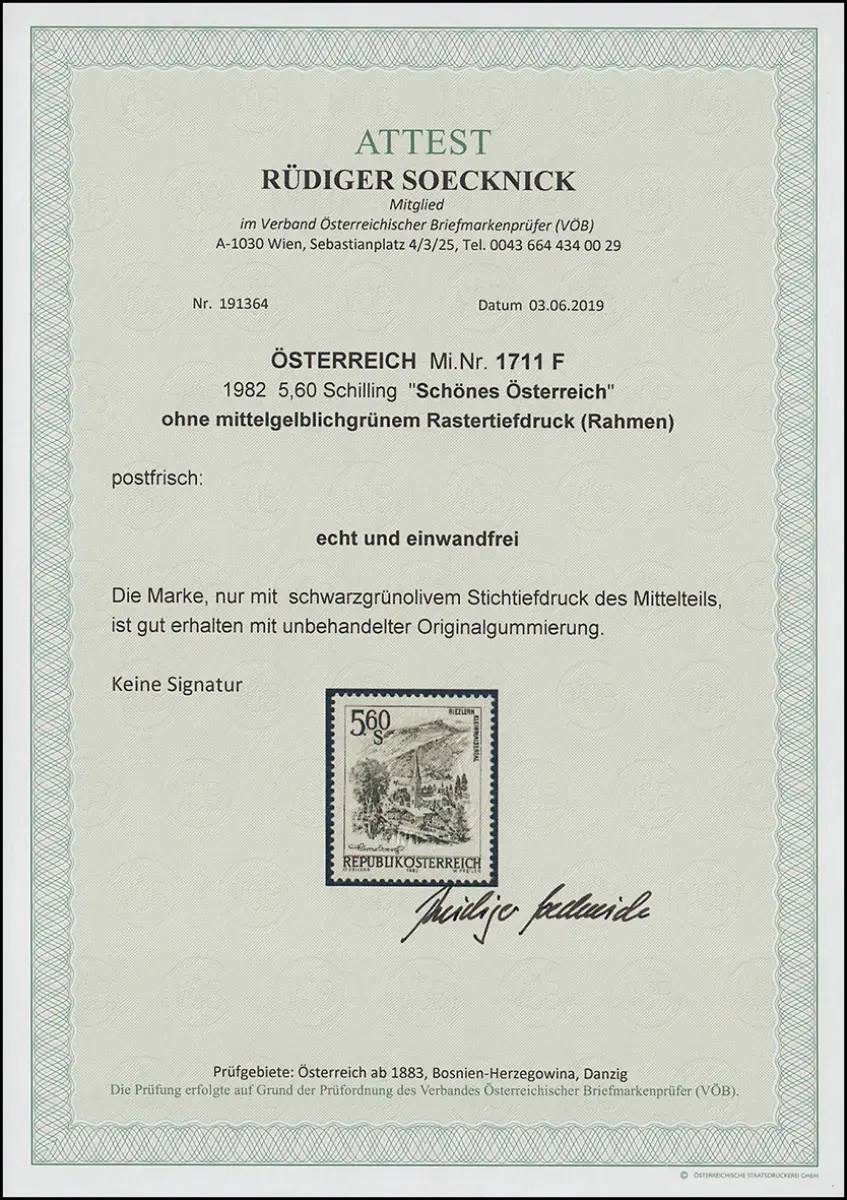 ATTEST
RÜDIGER SOECKNICK
Mitglied
im Verband Österreichischer Briefmarkenprüfer (VÖB)
A-1030 Wien, Sebastianplatz 4/3/25, Tel. 0043 664 434 00 29
Nr. 191364 Datum 03.06.2019
ÖSTERREICH Mi.Nr. 1711 F
1982 5,60 Schilling "Schönes Österreich"
ohne mittelgelblichgrünem Rastertiefdruck (Rahmen)
postfrisch:
echt und einwandfrei
Die Marke, nur mit schwarzgrünolivem Stichtiefdruck des Mittelteils,
ist gut erhalten mit unbehandelter Originalgummierung.
Keine Signatur
5.60
S
RIEZLERN
KLEINWALSERTAL
REPUBLIK ÖSTERREICH
1982
Rüdiger Soecknick
Prüfgebiete: Österreich ab 1883, Bosnien-Herzegowina, Danzig
Die Prüfung erfolgte auf Grund der Prüfordnung des Verbandes Österreichischer Briefmarkenprüfer (VÖB).
© ÖSTERREICHISCHE STAATSDRUCKEREI GMBH